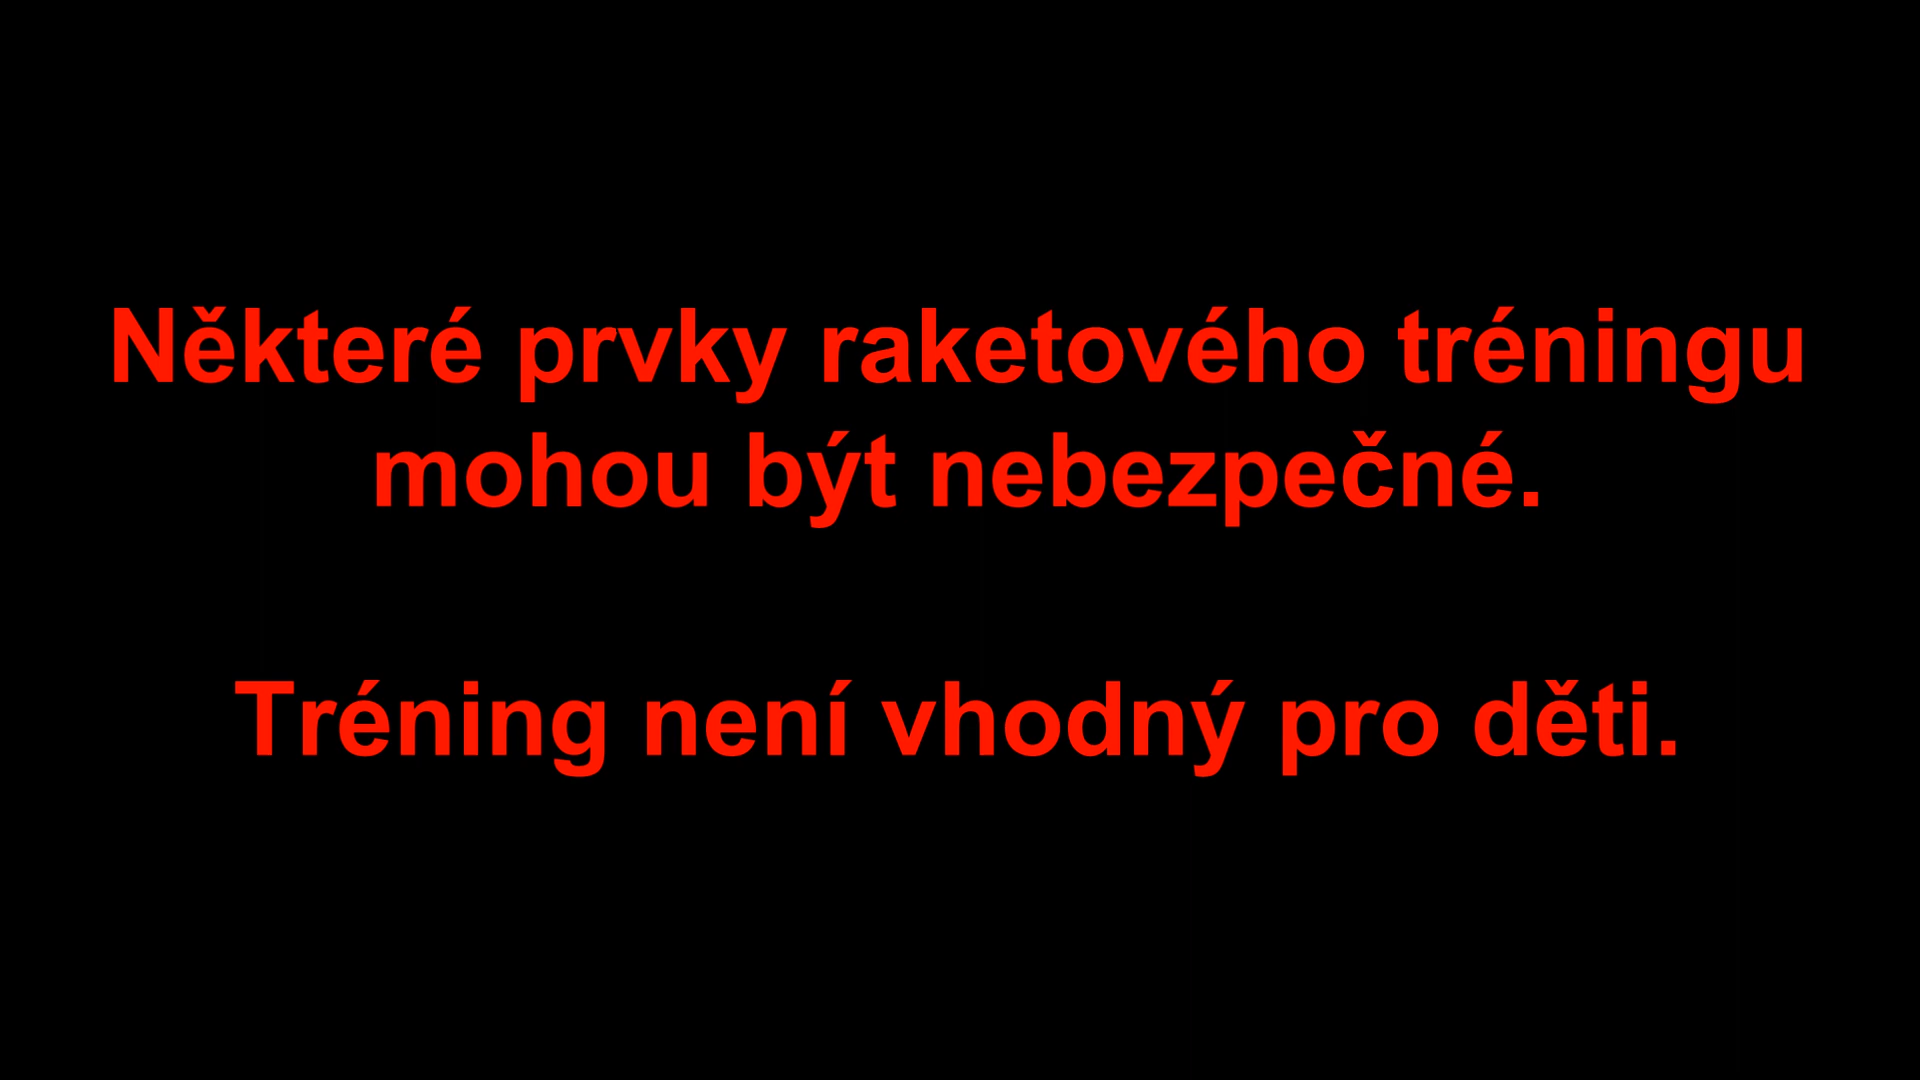 Některé prvky raketového tréningu
mohou být nebezpečné.
Tréning není vhodný pro děti.